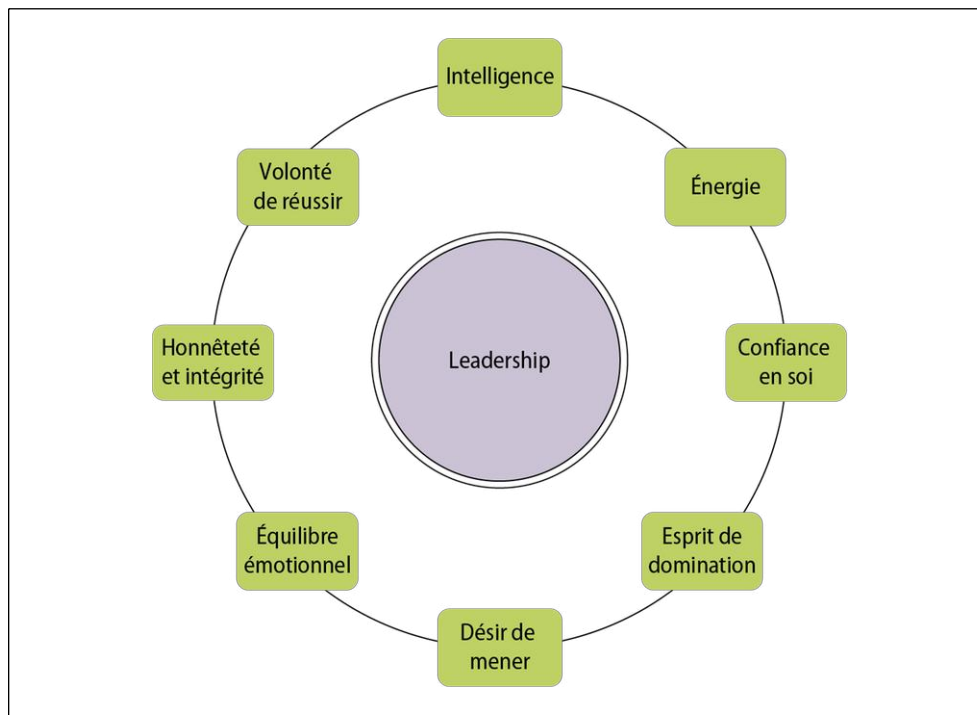 Intelligence
Volonté
de réussir
Énergie
Honnêteté
et intégrité
Leadership
Confiance
en soi
Équilibre
émotionnel
Esprit de
domination
Désir de
mener